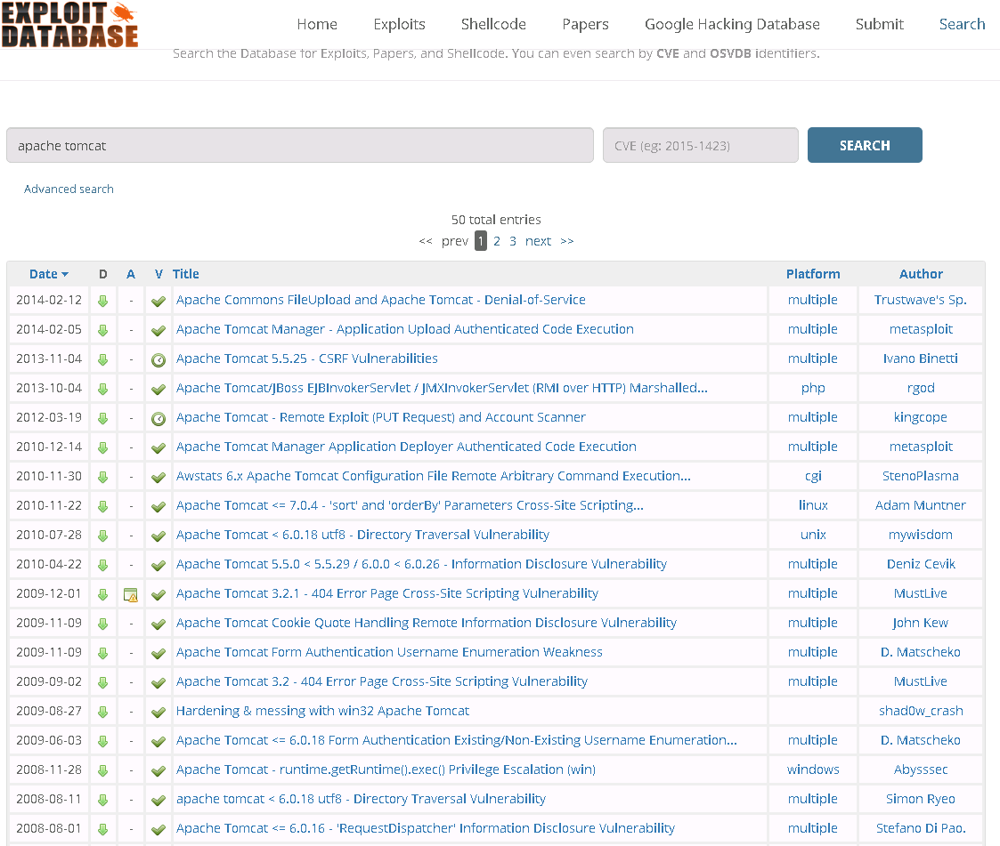 EXPLOIT DATABASE
Home Exploits Shellcode Papers Google Hacking Database Submit Search
Search the Database for Exploits, Papers, and Shellcode. You can even search by CVE and OSVDB identifiers.
apache tomcat CVE (eg: 2015-1423) SEARCH
Advanced search
50 total entries
<< prev 1 2 3 next >>
Date D A V Title Platform Author
2014-02-12 - Apache Commons FileUpload and Apache Tomcat - Denial-of-Service multiple Trustwave's Sp.
2014-02-05 - Apache Tomcat Manager - Application Upload Authenticated Code Execution multiple metasploit
2013-11-04 - Apache Tomcat 5.5.25 - CSRF Vulnerabilities multiple Ivano Binetti
2013-10-04 - Apache Tomcat/JBoss EJBInvokerServlet / JMXInvokerServlet (RMI over HTTP) Marshalled... php rgod
2012-03-19 - Apache Tomcat - Remote Exploit (PUT Request) and Account Scanner multiple kingcope
2010-12-14 - Apache Tomcat Manager Application Deployer Authenticated Code Execution multiple metasploit
2010-11-30 - Awstats 6.x Apache Tomcat Configuration File Remote Arbitrary Command Execution... cgi StenoPlasma
2010-11-22 - Apache Tomcat <= 7.0.4 - 'sort' and 'orderBy' Parameters Cross-Site Scripting... linux Adam Muntner
2010-07-28 - Apache Tomcat < 6.0.18 utf8 - Directory Traversal Vulnerability unix mywisdom
2010-04-22 - Apache Tomcat 5.5.0 < 5.5.29 / 6.0.0 < 6.0.26 - Information Disclosure Vulnerability multiple Deniz Cevik
2009-12-01 Apache Tomcat 3.2.1 - 404 Error Page Cross-Site Scripting Vulnerability multiple MustLive
2009-11-09 - Apache Tomcat Cookie Quote Handling Remote Information Disclosure Vulnerability multiple John Kew
2009-11-09 - Apache Tomcat Form Authentication Username Enumeration Weakness multiple D. Matscheko
2009-09-02 - Apache Tomcat 3.2 - 404 Error Page Cross-Site Scripting Vulnerability multiple MustLive
2009-08-27 - Hardening & messing with win32 Apache Tomcat shad0w_crash
2009-06-03 - Apache Tomcat <= 6.0.18 Form Authentication Existing/Non-Existing Username Enumeration... multiple D. Matscheko
2008-11-28 - Apache Tomcat - runtime.getRuntime().exec() Privilege Escalation (win) windows Abysssec
2008-08-11 - apache tomcat < 6.0.18 utf8 - Directory Traversal Vulnerability multiple Simon Ryeo
2008-08-01 - Apache Tomcat <= 6.0.16 - 'RequestDispatcher' Information Disclosure Vulnerability multiple Stefano Di Pao.